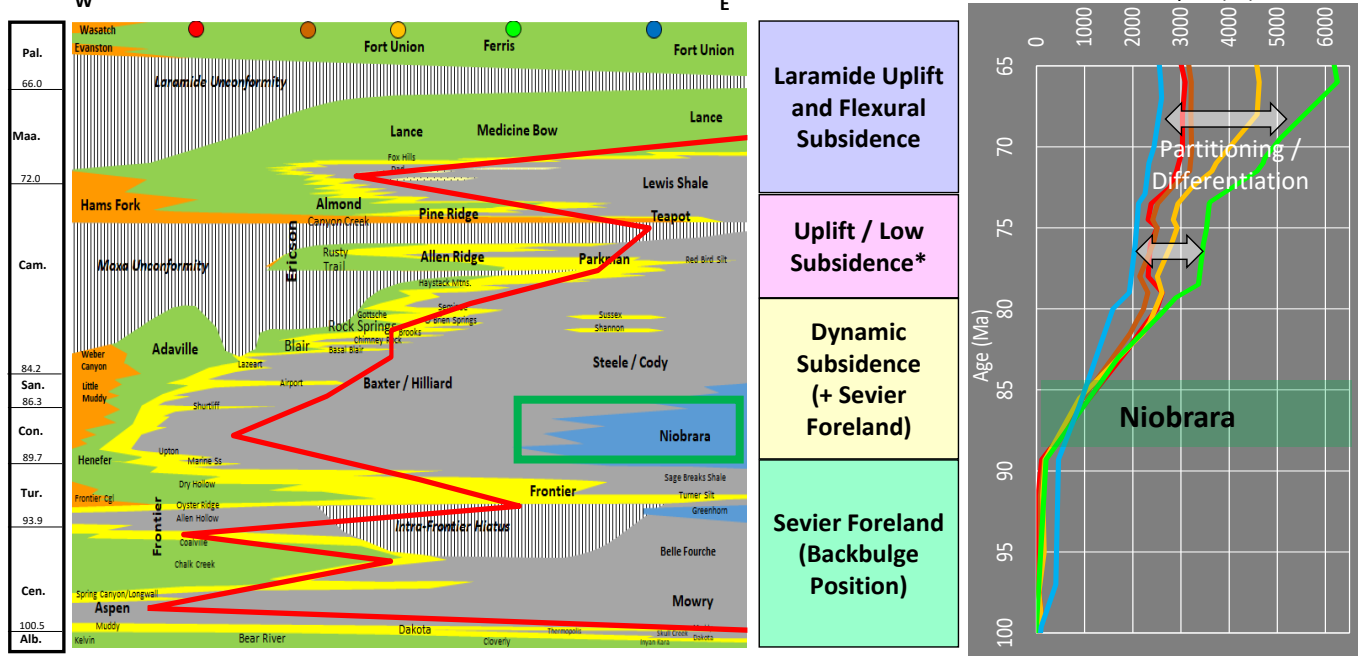 W
E
Pal.
66.0
Maa.
72.0
Cam.
84.2
San.
86.3
Con.
89.7
Tur.
93.9
Cen.
100.5
Alb.
Wasatch
Evanston
Fort Union
Ferris
Fort Union
Laramide Unconformity
Lance
Lance
Medicine Bow
Fox Hills
Lewis Shale
Hams Fork
Almond
Canyon Creek
Pine Ridge
Teapot
Ericson
Moxa Unconformity
Rusty
Trail
Allen Ridge
Parkman
Red Bird Slt
Haystack Mtns.
Gottsche
Rock Springs
O'Brien Springs
Brooks
Chimney Rock
Sussex
Shannon
Blair
Basal Blair
Adaville
Weber
Canyon
Lazeart
Steele / Cody
Little
Muddy
Airport
Baxter / Hilliard
Shurtliff
Niobrara
Upton
Marine Ss
Henefer
Dry Hollow
Sage Breaks Shale
Frontier Cgl
Frontier
Turner Slt
Oyster Ridge
Greenhorn
Allen Hollow
Frontier
Intra-Frontier Hiatus
Coalville
Belle Fourche
Chalk Creek
Spring Canyon/Longwall
Aspen
Mowry
Muddy
Dakota
Thermopolis
Skull Creek
Kelvin
Bear River
Cloverly
Inyan Kara
Dakota
Laramide Uplift
and Flexural
Subsidence
Uplift / Low
Subsidence*
Dynamic
Subsidence
(+ Sevier
Foreland)
Sevier Foreland
(Backbulge
Position)
0
1000
2000
3000
4000
5000
6000
Age (Ma)
65
70
75
80
85
90
95
100
Partitioning /
Differentiation
Niobrara